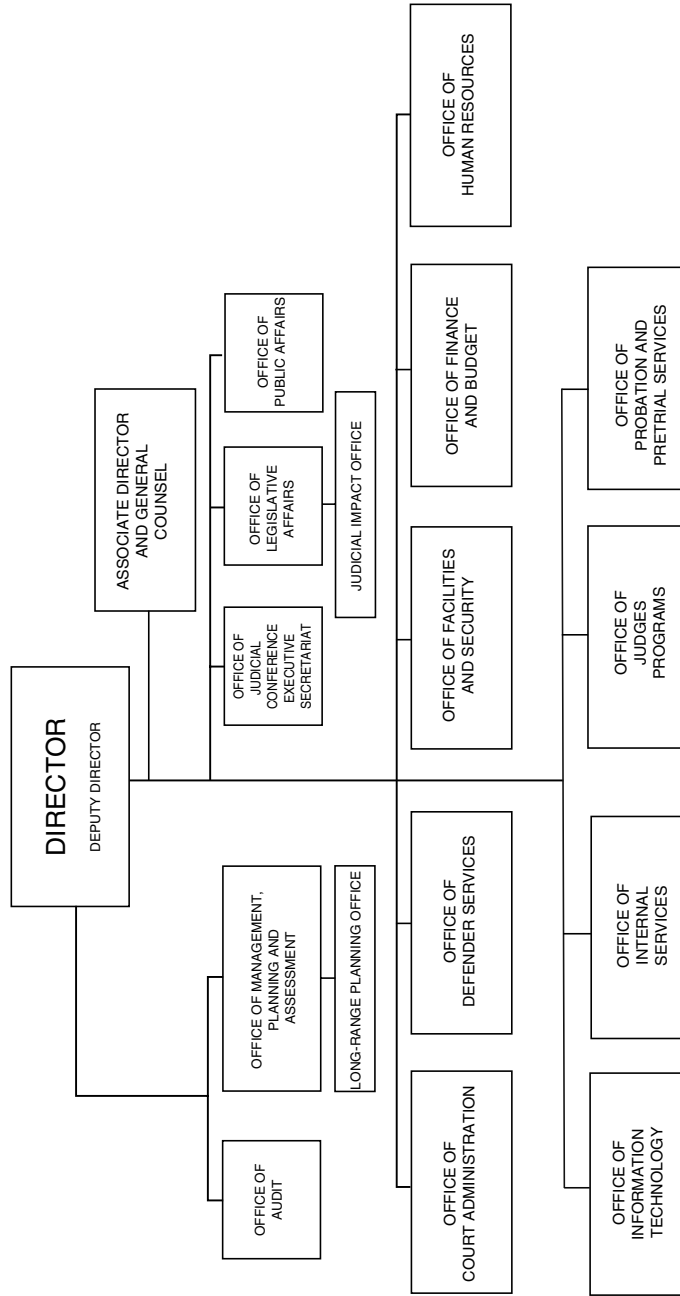 DIRECTOR
DEPUTY DIRECTOR
ASSOCIATE DIRECTOR
AND GENERAL
COUNSEL
OFFICE OF
AUDIT
OFFICE OF MANAGEMENT,
PLANNING AND
ASSESSMENT
LONG-RANGE PLANNING OFFICE
OFFICE OF
JUDICIAL
CONFERENCE
EXECUTIVE
SECRETARIAT
OFFICE OF
LEGISLATIVE
AFFAIRS
JUDICIAL IMPACT OFFICE
OFFICE OF
PUBLIC AFFAIRS
OFFICE OF
COURT ADMINISTRATION
OFFICE OF
DEFENDER SERVICES
OFFICE OF FACILITIES
AND SECURITY
OFFICE OF FINANCE
AND BUDGET
OFFICE OF
HUMAN RESOURCES
OFFICE OF
INFORMATION
TECHNOLOGY
OFFICE OF
INTERNAL
SERVICES
OFFICE OF
JUDGES
PROGRAMS
OFFICE OF
PROBATION AND
PRETRIAL SERVICES